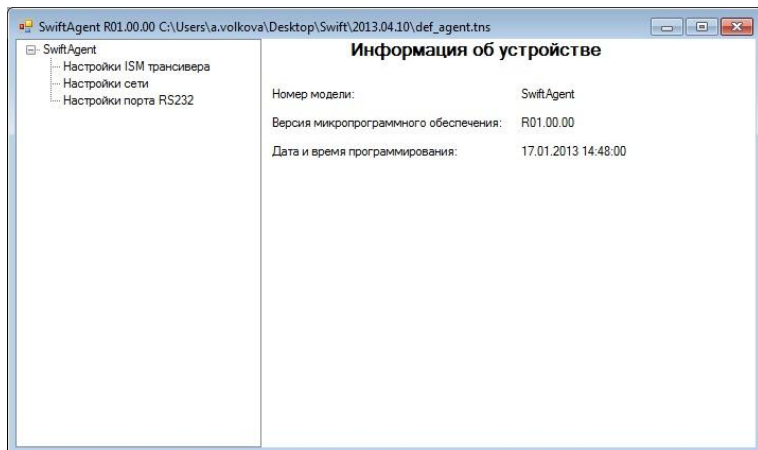 SwiftAgent R01.00.00 C:\Users\a.volkova\Desktop\Swift\2013.04.10\def_agent.tns
SwiftAgent
Настройки ISM трансивера
Настройки сети
Настройки порта RS232
Информация об устройстве
Номер модели: SwiftAgent
Версия микропрограммного обеспечения: R01.00.00
Дата и время программирования: 17.01.2013 14:48:00